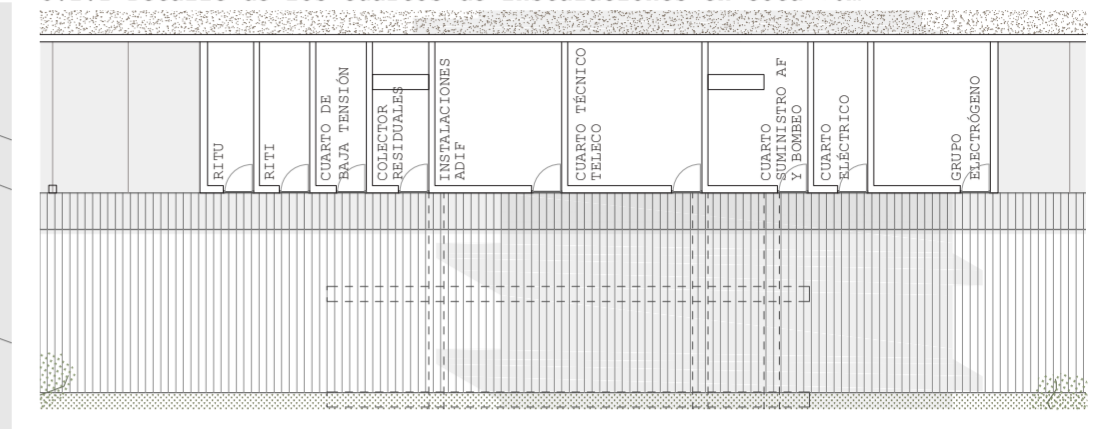 RITU
RITI
CUARTO DE
BAJA TENSIÓN
COLECTOR
RESIDUALES
INSTALACIONES
ADIF
CUARTO TÉCNICO
TELECO
CUARTO
SUMINISTRO AF
Y BOMBEO
CUARTO
ELÉCTRICO
GRUPO
ELECTRÓGENO